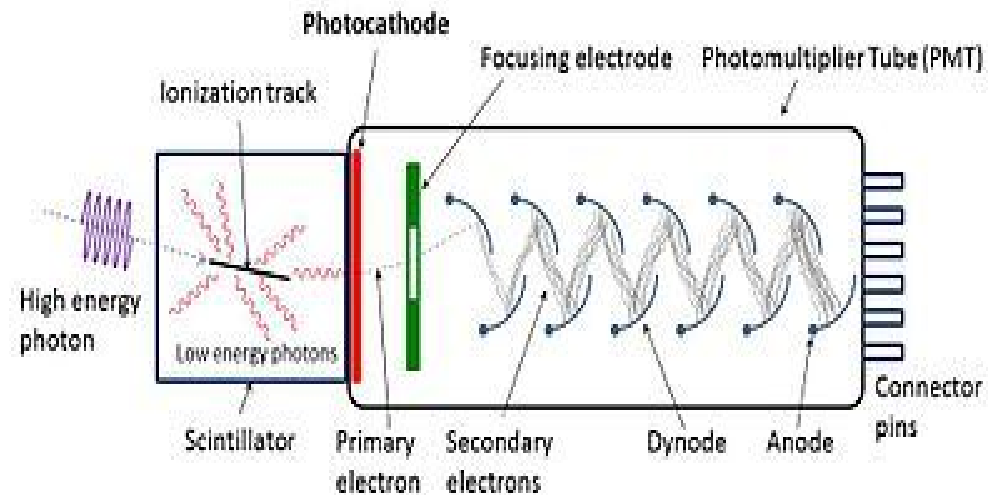 Photocathode
Focusing electrode
Photomultiplier Tube (PMT)
Ionization track
High energy
photon
Low energy photons
Scintillator
Primary
electron
Secondary
electrons
Dynode
Anode
Connector
pins